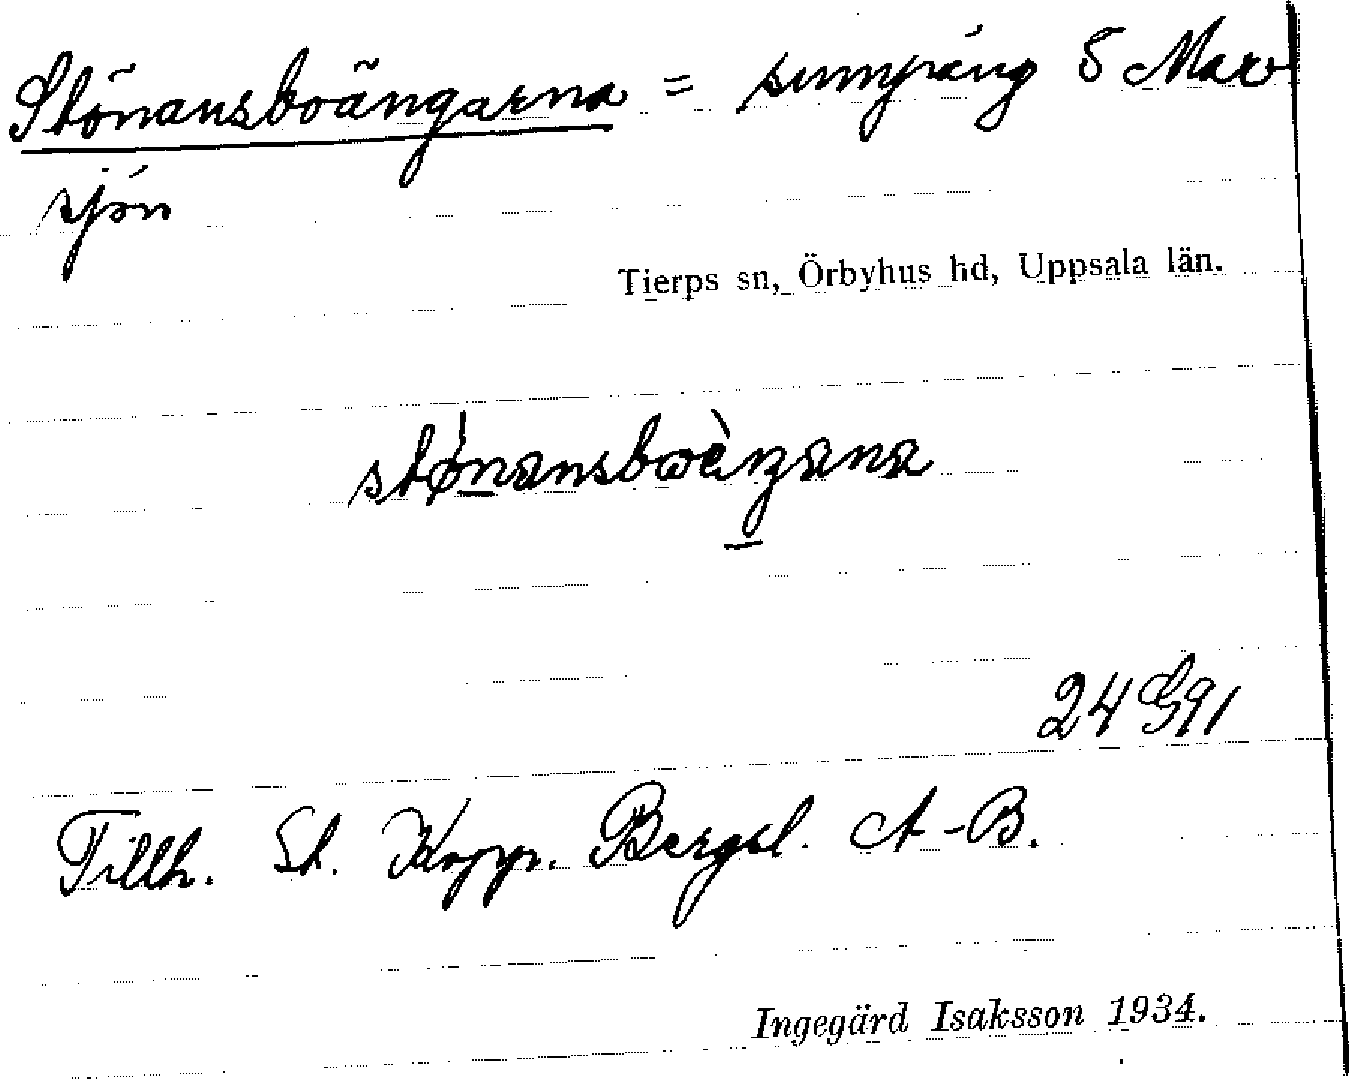 Stönansboängarna = sumpäng S Mar
sjön
Tierps sn, Örbyhus hd, Uppsala län.
24 G 91
Tillh. St. Kopp. Bergsl. A-B.
Ingegärd Isaksson 1934.